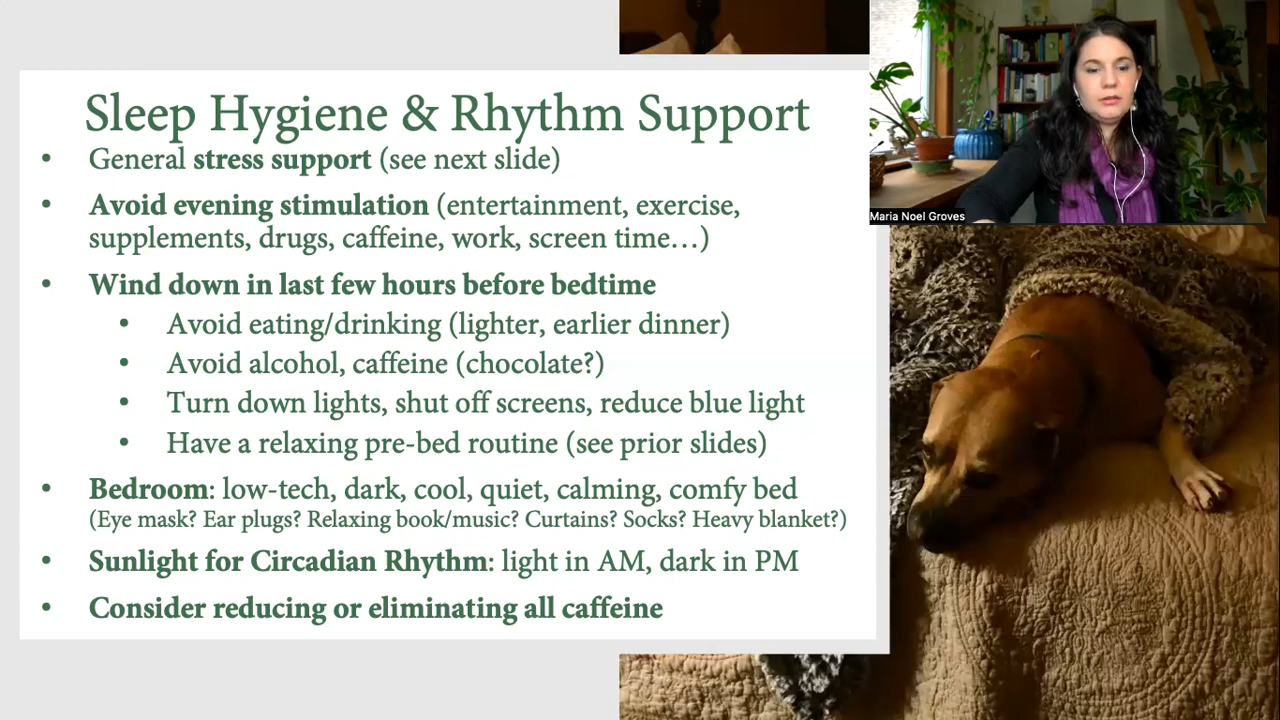 Sleep Hygiene & Rhythm Support
• General stress support (see next slide)
• Avoid evening stimulation (entertainment, exercise,
supplements, drugs, caffeine, work, screen time…)
• Wind down in last few hours before bedtime
• Avoid eating/drinking (lighter, earlier dinner)
• Avoid alcohol, caffeine (chocolate?)
• Turn down lights, shut off screens, reduce blue light
• Have a relaxing pre-bed routine (see prior slides)
• Bedroom: low-tech, dark, cool, quiet, calming, comfy bed
(Eye mask? Ear plugs? Relaxing book/music? Curtains? Socks? Heavy blanket?)
• Sunlight for Circadian Rhythm: light in AM, dark in PM
• Consider reducing or eliminating all caffeine
Maria Noel Groves